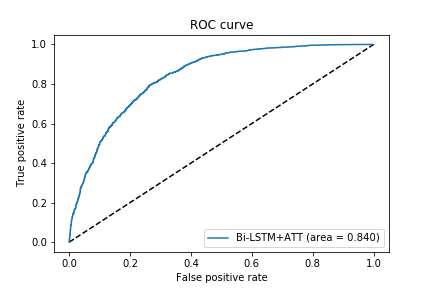 ROC curve
1.0
0.8
0.6
0.4
0.2
0.0
True positive rate
Bi-LSTM+ATT (area = 0.840)
0.0 0.2 0.4 0.6 0.8 1.0
False positive rate